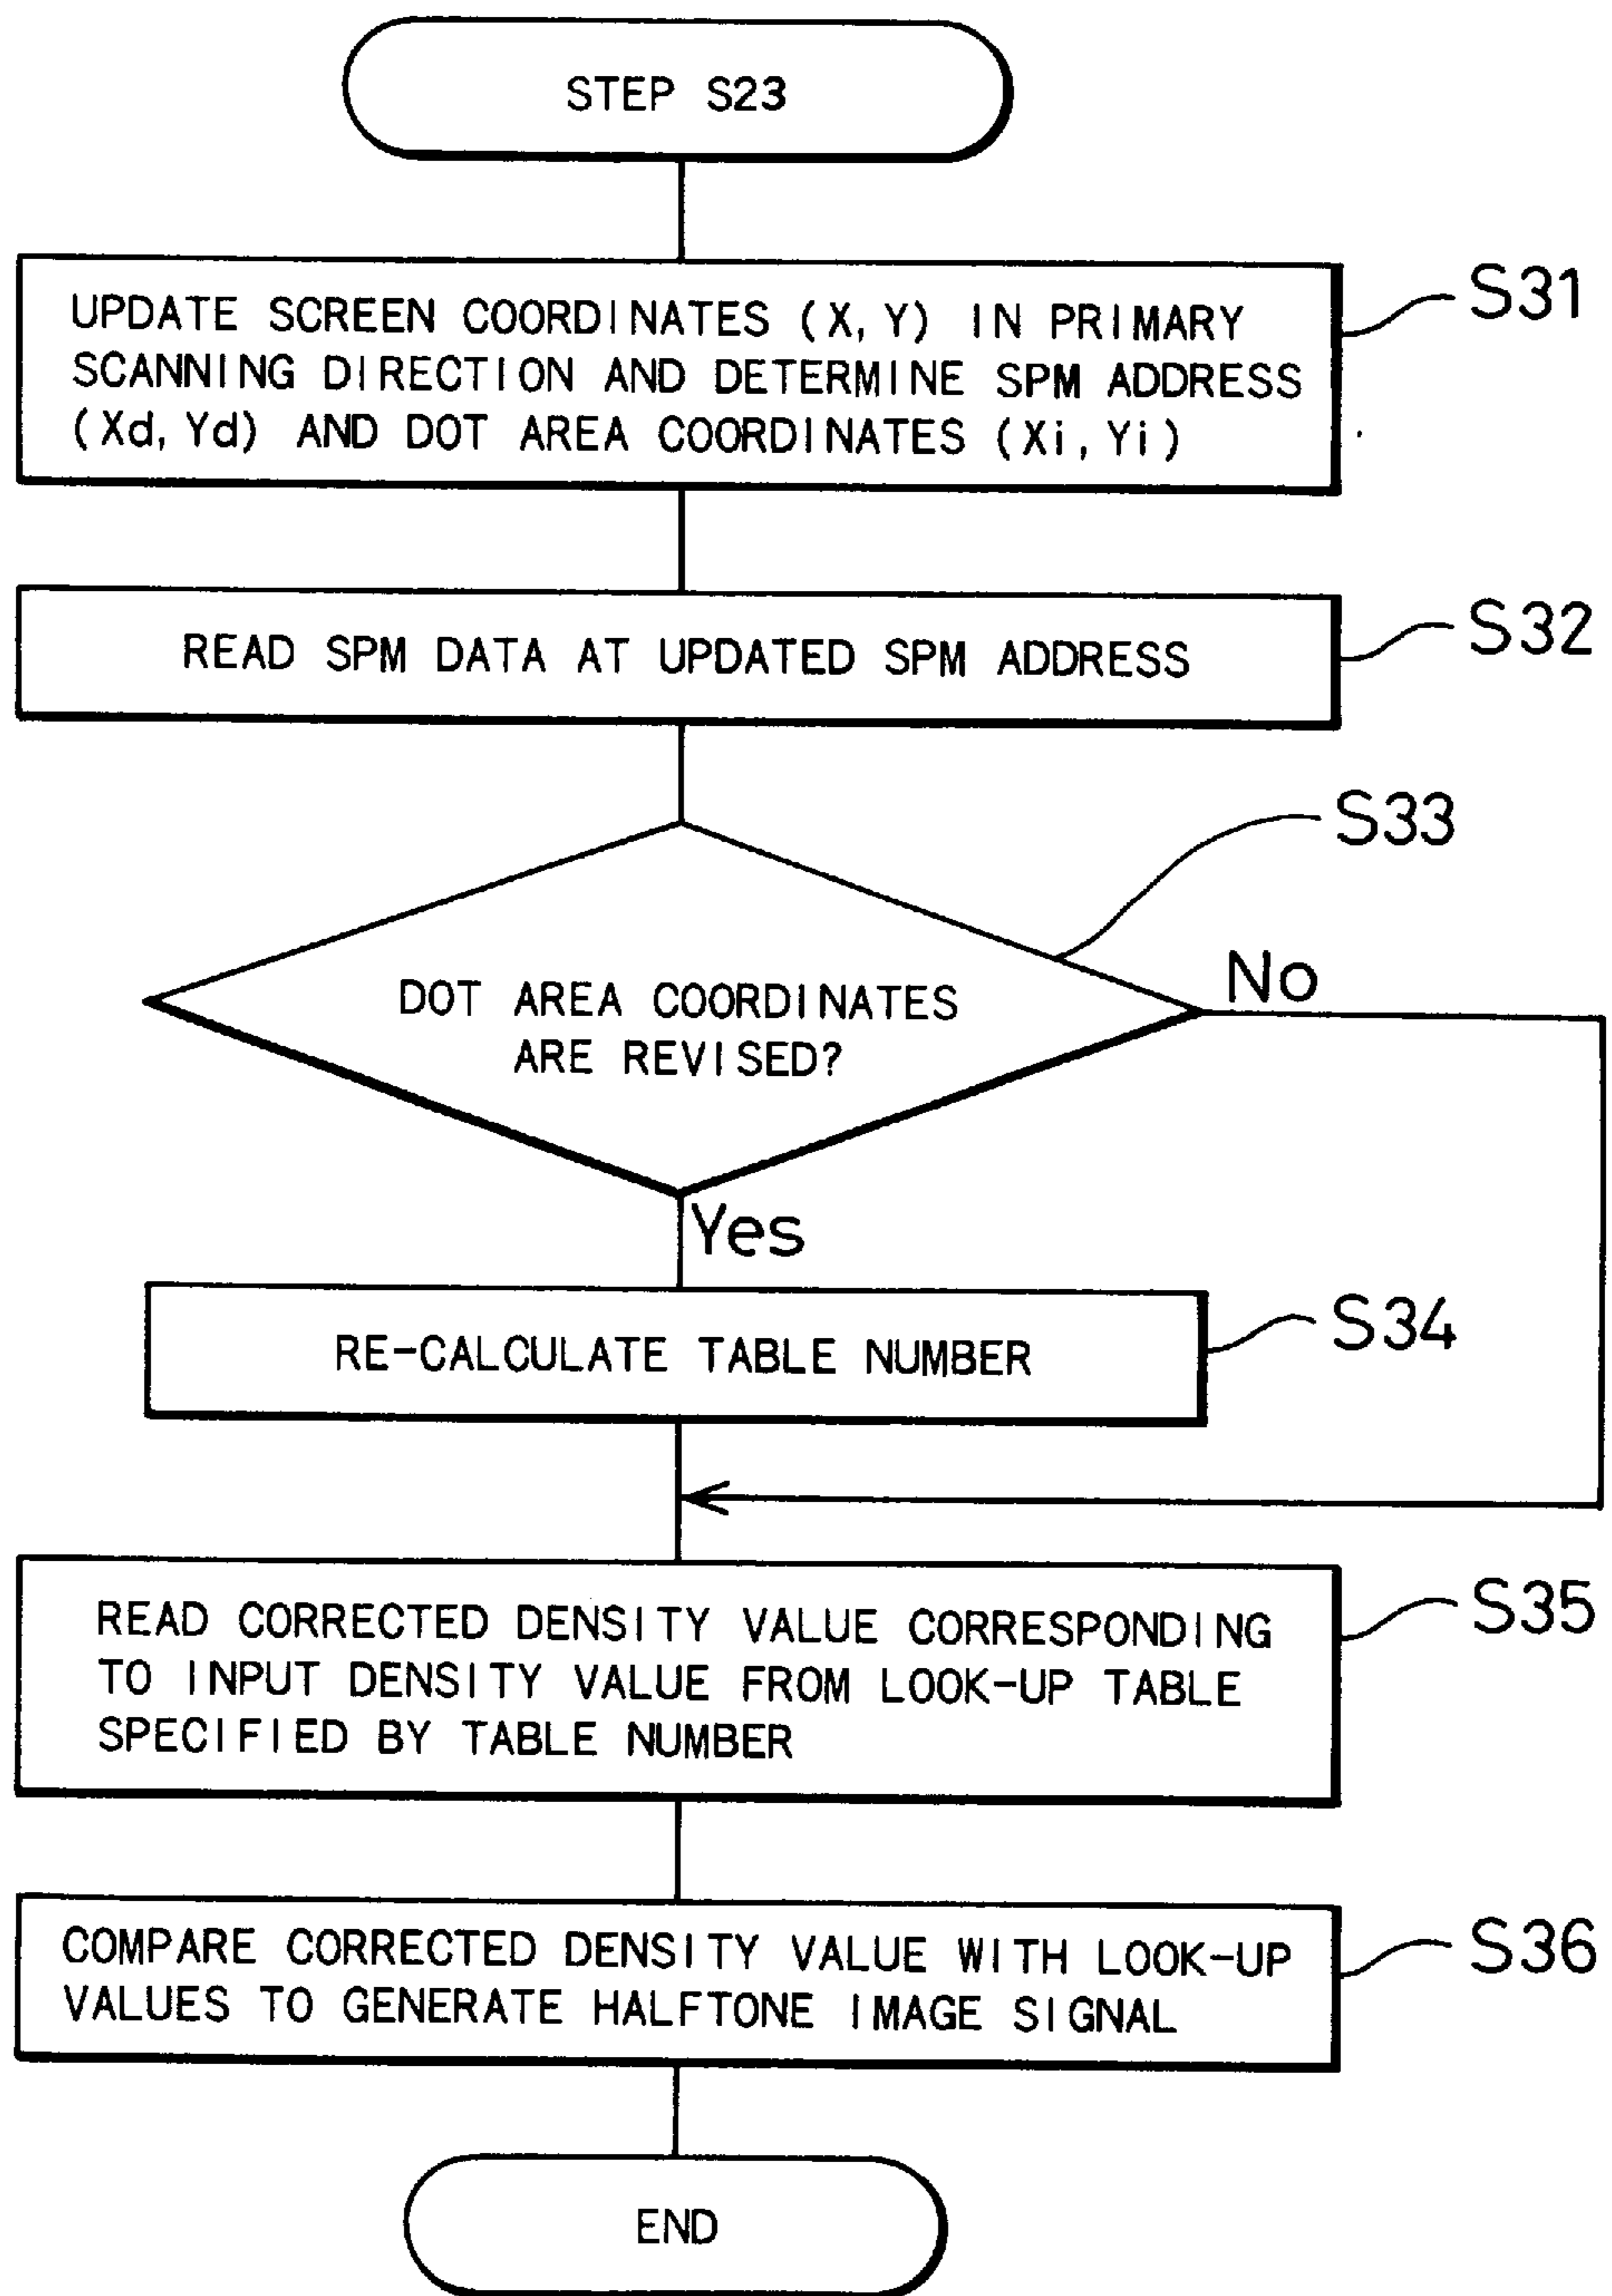 STEP S23
UPDATE SCREEN COORDINATES (X, Y) IN PRIMARY
SCANNING DIRECTION AND DETERMINE SPM ADDRESS
(Xd, Yd) AND DOT AREA COORDINATES (Xi, Yi)
S31
READ SPM DATA AT UPDATED SPM ADDRESS
S32
S33
DOT AREA COORDINATES
ARE REVISED?
No
Yes
RE-CALCULATE TABLE NUMBER
S34
READ CORRECTED DENSITY VALUE CORRESPONDING
TO INPUT DENSITY VALUE FROM LOOK-UP TABLE
SPECIFIED BY TABLE NUMBER
S35
COMPARE CORRECTED DENSITY VALUE WITH LOOK-UP
VALUES TO GENERATE HALFTONE IMAGE SIGNAL
S36
END